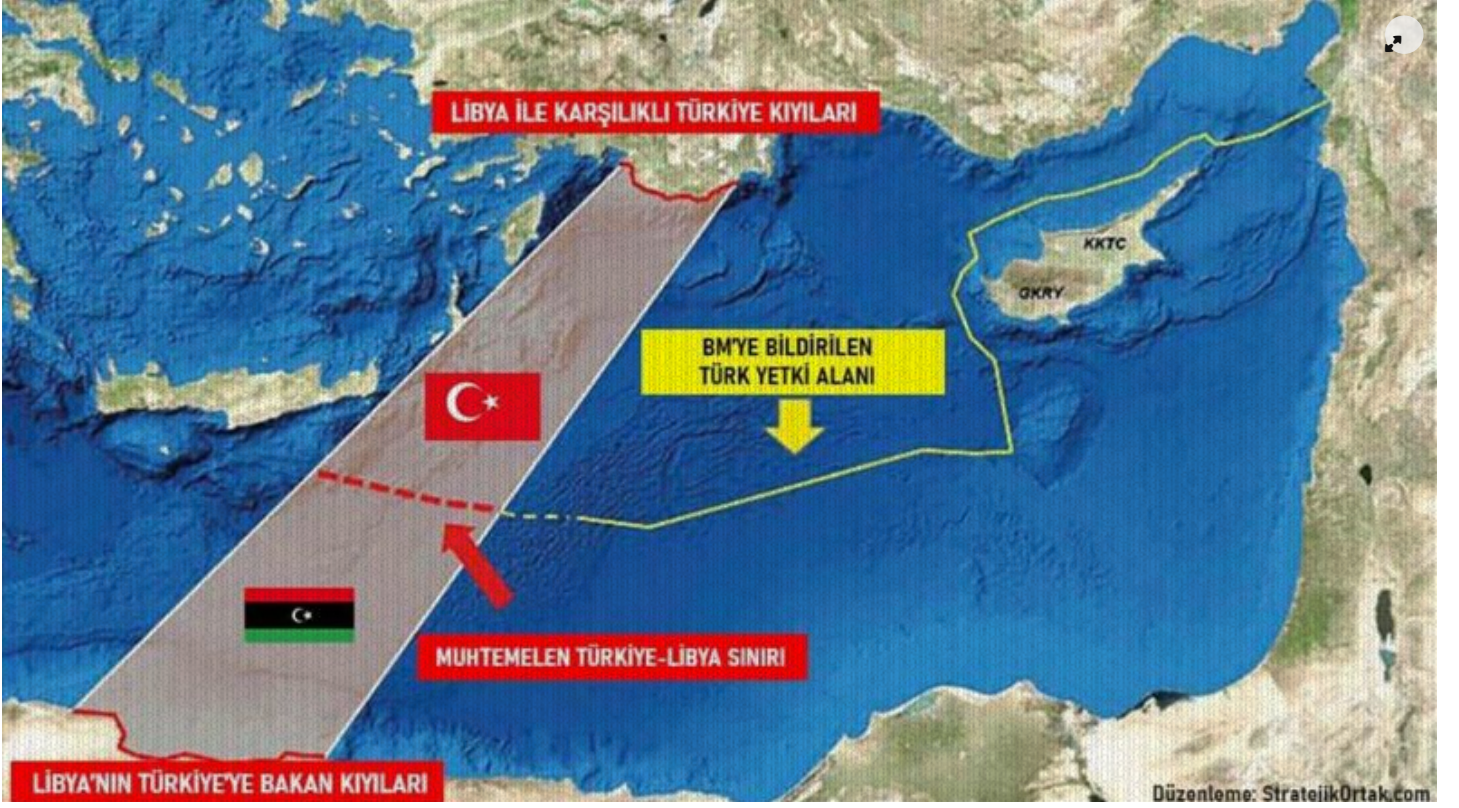 LİBYA İLE KARŞILIKLI TÜRKİYE KIYILARI
KKTC
GKRY
BM'YE BİLDİRİLEN
TÜRK YETKİ ALANI
MUHTEMELEN TÜRKİYE-LİBYA SINIRI
LİBYA'NIN TÜRKİYE'YE BAKAN KIYILARI
Düzenleme: StratejikOrtak.com